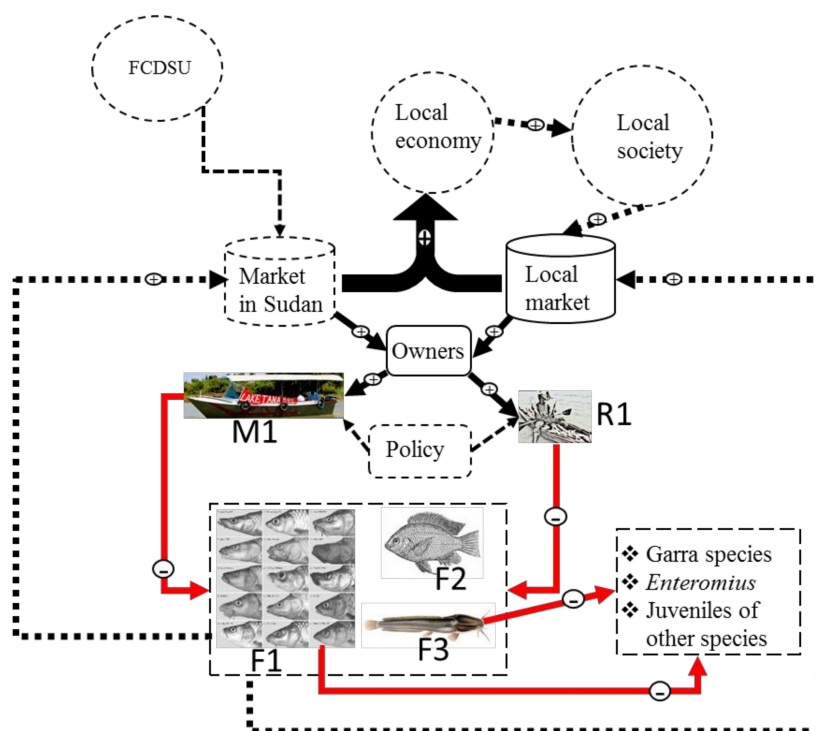 FCDSU
Local
economy
Local
society
Market
in Sudan
Local
market
Owners
LAKE TANA
M1
Policy
R1
F1
F2
F3
❖ Garra species
❖ Enteromius
❖ Juveniles of
other species